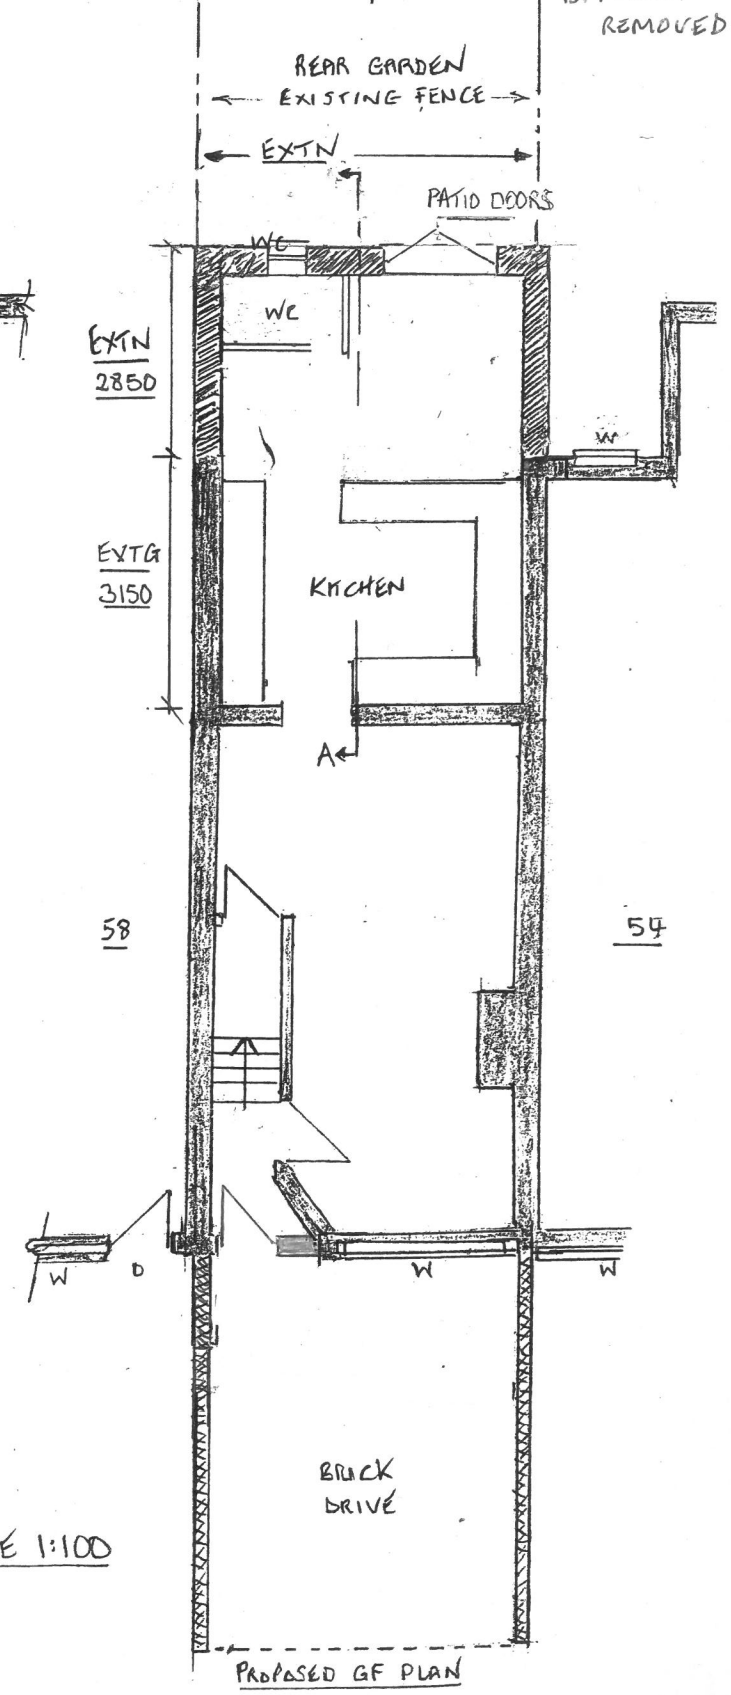 REMOVED
REAR GARDEN
EXISTING FENCE
EXTN
PATIO DOORS
WC
WC
EXTN
2850
W
EXTG
3150
KITCHEN
A
58
54
W
D
W
W
BRICK
DRIVE
E 1:100
PROPOSED GF PLAN